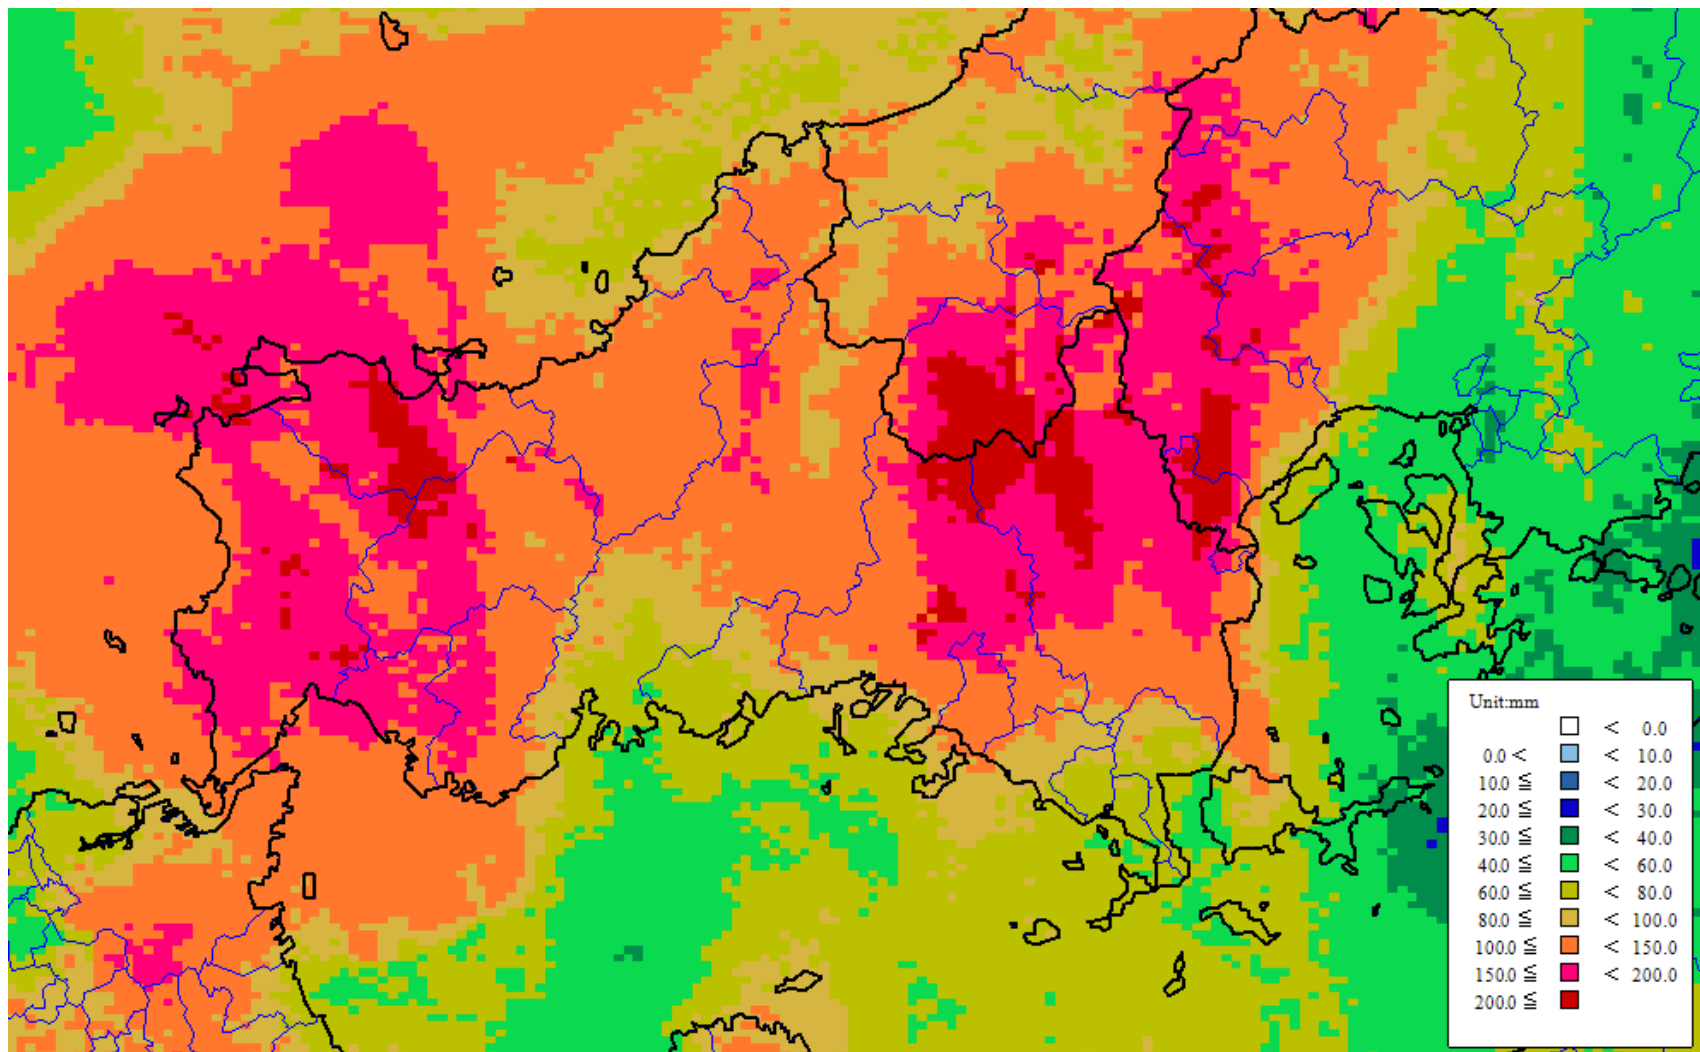 Unit:mm
< 0.0
0.0 < < 10.0
10.0 ≦ < 20.0
20.0 ≦ < 30.0
30.0 ≦ < 40.0
40.0 ≦ < 60.0
60.0 ≦ < 80.0
80.0 ≦ < 100.0
100.0 ≦ < 150.0
150.0 ≦ < 200.0
200.0 ≦